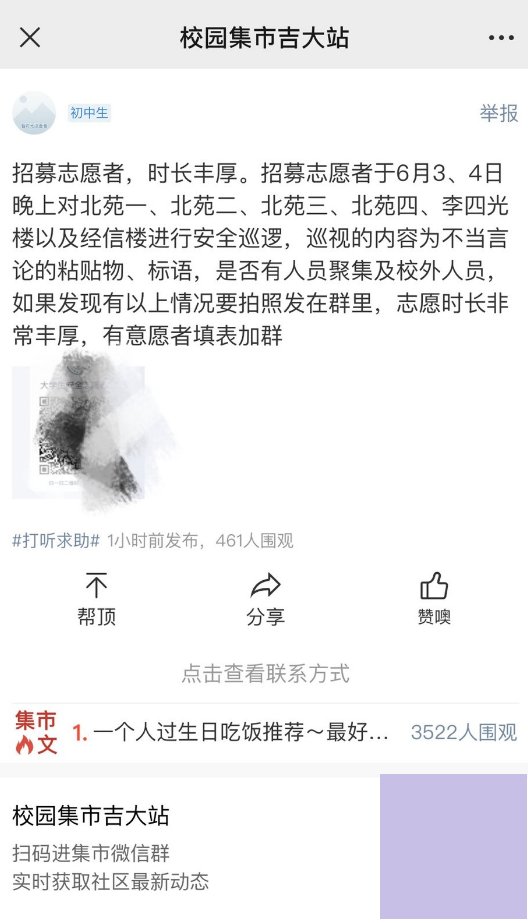 校园集市吉大站
初中生
举报
招募志愿者，时长丰厚。招募志愿者于6月3、4日
晚上对北苑一、北苑二、北苑三、北苑四、李四光
楼以及经信楼进行安全巡逻，巡视的内容为不当言
论的粘贴物、标语，是否有人员聚集及校外人员，
如果发现有以上情况要拍照发在群里，志愿时长非
常丰厚，有意愿者填表加群
大学生
#打听求助# 1小时前发布，461人围观
帮顶
分享
赞噢
点击查看联系方式
集市
文
1. 一个人过生日吃饭推荐～最好... 3522人围观
校园集市吉大站
扫码进集市微信群
实时获取社区最新动态